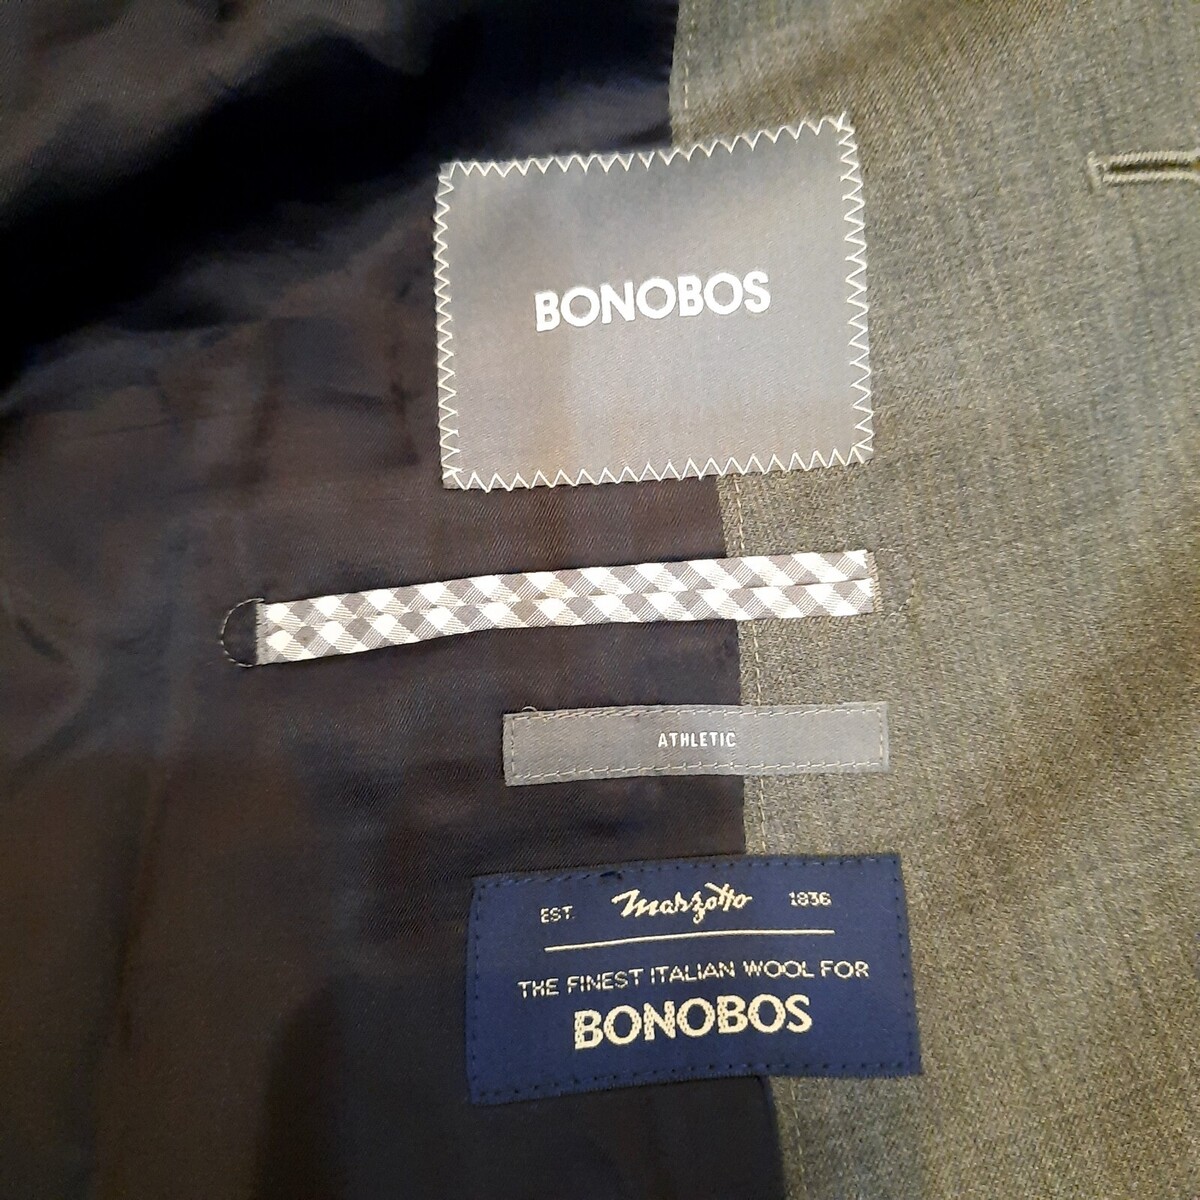 BONOBOS
ATHLETIC
EST. Marzotto 1836
THE FINEST ITALIAN WOOL FOR
BONOBOS